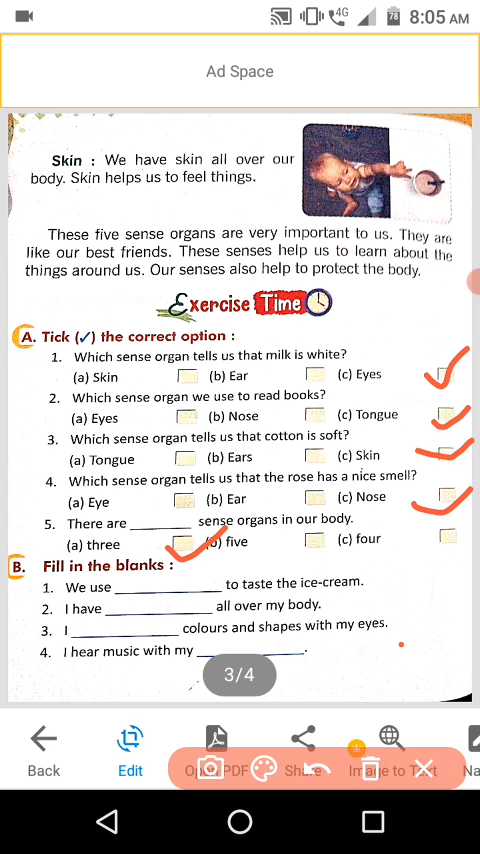 4G 78 8:05 AM
Ad Space
Skin : We have skin all over our
body. Skin helps us to feel things.
These five sense organs are very important to us. They are
like our best friends. These senses help us to learn about the
things around us. Our senses also help to protect the body.
Exercise Time
A. Tick (✓) the correct option :
1. Which sense organ tells us that milk is white?
(a) Skin (b) Ear (c) Eyes
2. Which sense organ we use to read books?
(a) Eyes (b) Nose (c) Tongue
3. Which sense organ tells us that cotton is soft?
(a) Tongue (b) Ears (c) Skin
4. Which sense organ tells us that the rose has a nice smell?
(a) Eye (b) Ear (c) Nose
5. There are ________ sense organs in our body.
(a) three (b) five (c) four
B. Fill in the blanks :
1. We use ______________ to taste the ice-cream.
2. I have ______________ all over my body.
3. I ______________ colours and shapes with my eyes.
4. I hear music with my ______________.
3/4
Back Edit Open PDF Share Image to Text Na